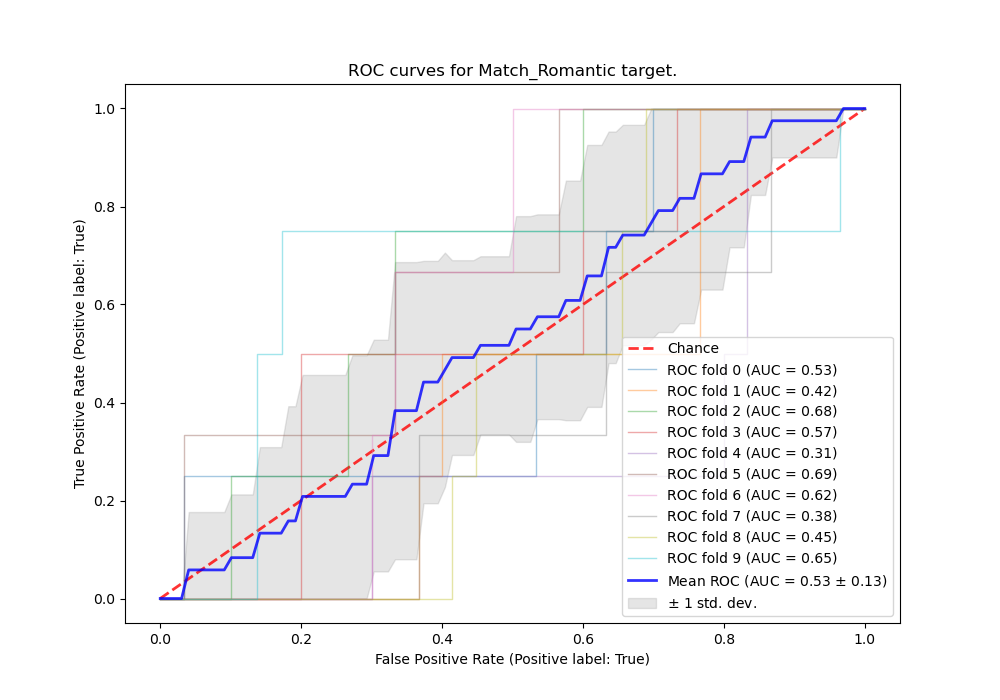 ROC curves for Match_Romantic target.
True Positive Rate (Positive label: True)
1.0
0.8
0.6
0.4
0.2
0.0
0.0 0.2 0.4 0.6 0.8 1.0
False Positive Rate (Positive label: True)
Chance
ROC fold 0 (AUC = 0.53)
ROC fold 1 (AUC = 0.42)
ROC fold 2 (AUC = 0.68)
ROC fold 3 (AUC = 0.57)
ROC fold 4 (AUC = 0.31)
ROC fold 5 (AUC = 0.69)
ROC fold 6 (AUC = 0.62)
ROC fold 7 (AUC = 0.38)
ROC fold 8 (AUC = 0.45)
ROC fold 9 (AUC = 0.65)
Mean ROC (AUC = 0.53 ± 0.13)
± 1 std. dev.